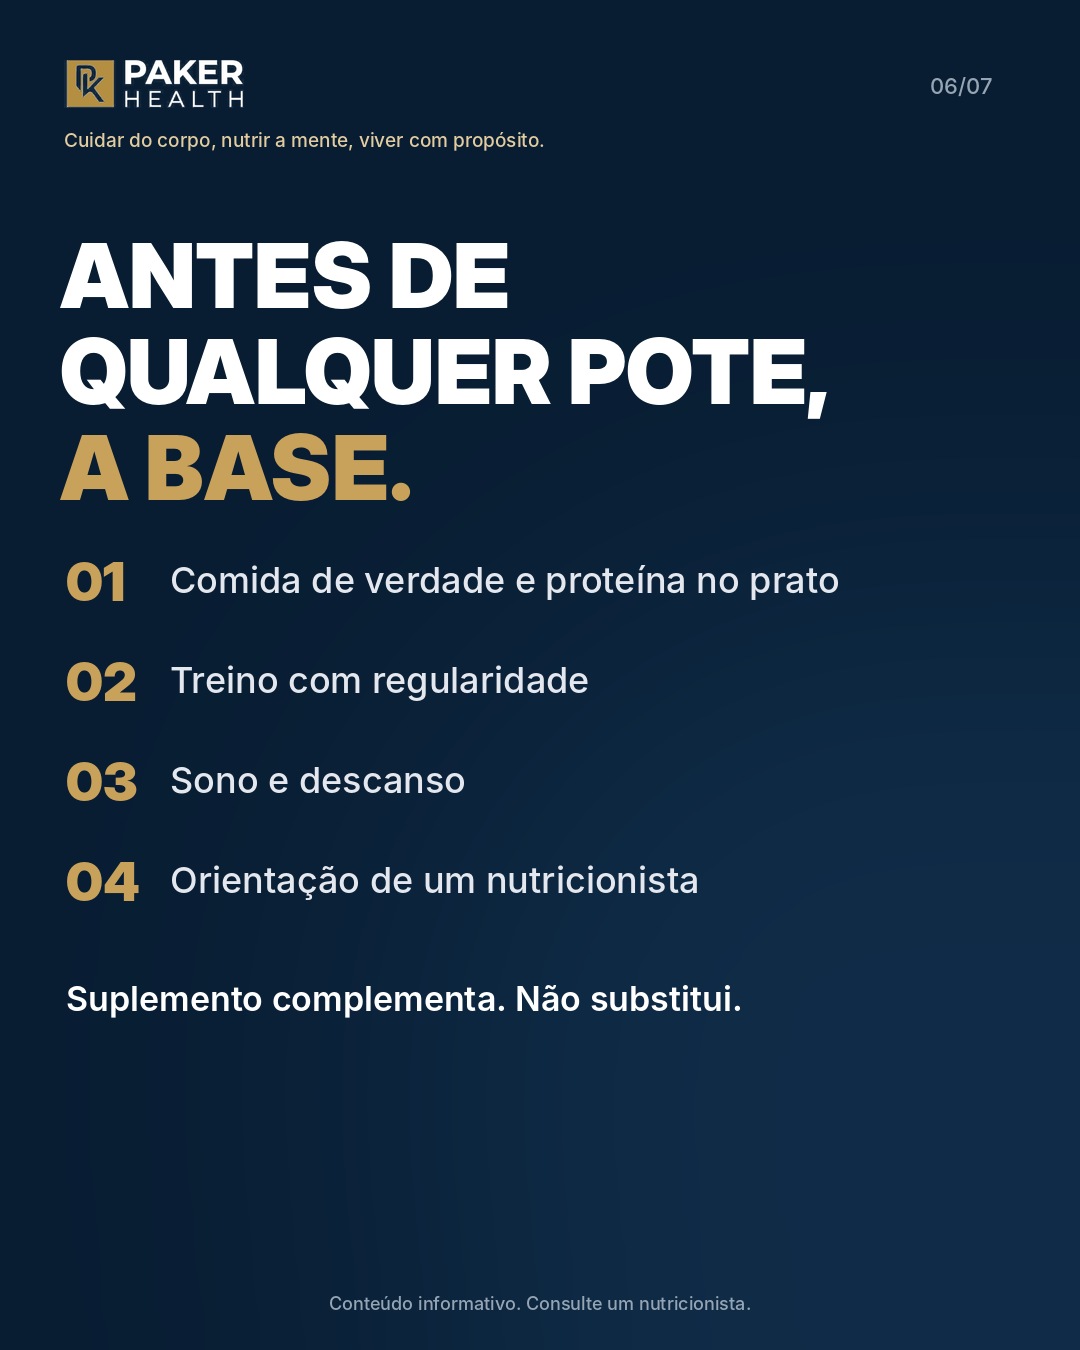 PAKER
HEALTH
06/07
Cuidar do corpo, nutrir a mente, viver com propósito.
ANTES DE
QUALQUER POTE,
A BASE.
01 Comida de verdade e proteína no prato
02 Treino com regularidade
03 Sono e descanso
04 Orientação de um nutricionista
Suplemento complementa. Não substitui.
Conteúdo informativo. Consulte um nutricionista.